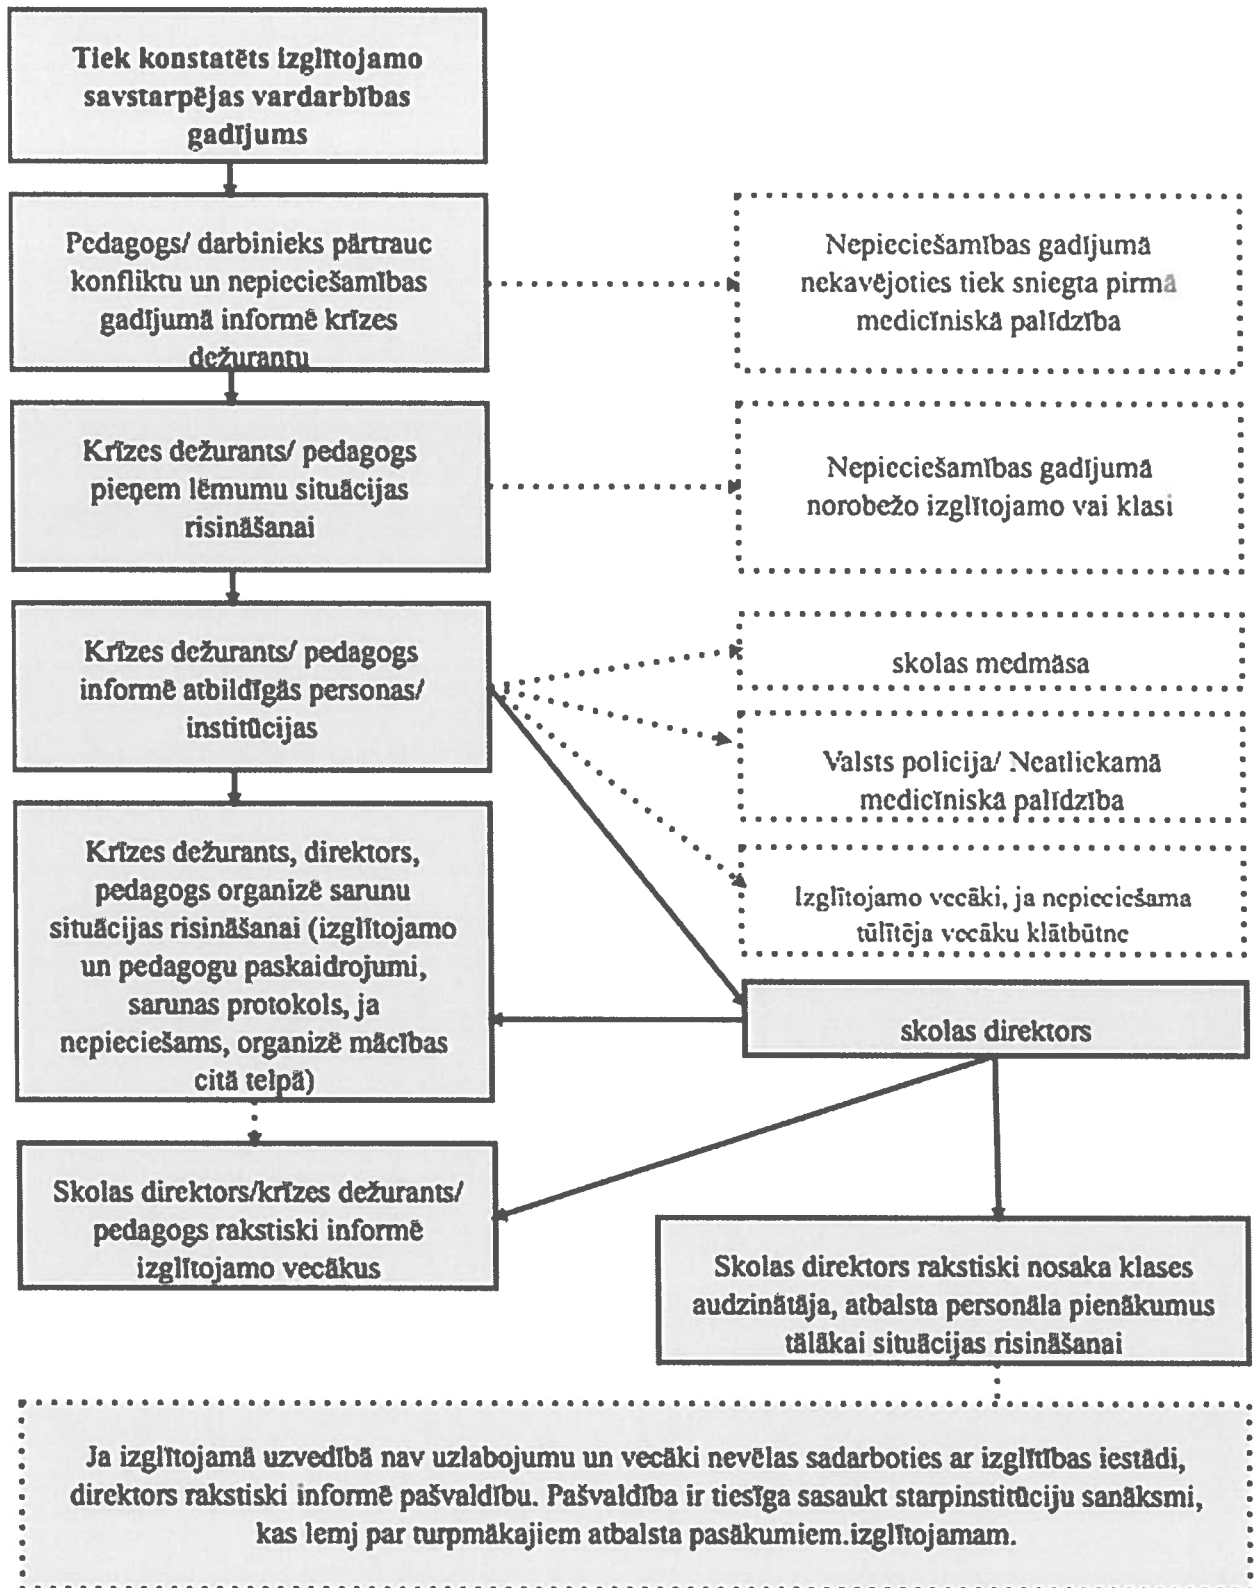 Tiek konstatēts izglītojamo
savstarpējas vardarbības
gadījums
Pedagogs/ darbinieks pārtrauc
konfliktu un nepieciešamības
gadījumā informē krīzes
dežurantu
Nepieciešamības gadījumā
nekavējoties tiek sniegta pirmā
medicīniskā palīdzība
Krīzes dežurants/ pedagogs
pieņem lēmumu situācijas
risināšanai
Nepieciešamības gadījumā
norobežo izglītojamo vai klasi
Krīzes dežurants/ pedagogs
informē atbildīgās personas/
institūcijas
skolas medmāsa
Valsts policija/ Neatliekamā
medicīniskā palīdzība
Izglītojamo vecāki, ja nepieciešama
tūlītēja vecāku klātbūtne
Krīzes dežurants, direktors,
pedagogs organizē sarunu
situācijas risināšanai (izglītojamo
un pedagogu paskaidrojumi,
sarunas protokols, ja
nepieciešams, organizē mācības
citā telpā)
skolas direktors
Skolas direktors/krīzes dežurants/
pedagogs rakstiski informē
izglītojamo vecākus
Skolas direktors rakstiski nosaka klases
audzinātāja, atbalsta personāla pienākumus
tālākai situācijas risināšanai
Ja izglītojamā uzvedībā nav uzlabojumu un vecāki nevēlas sadarboties ar izglītības iestādi,
direktors rakstiski informē pašvaldību. Pašvaldība ir tiesīga sasaukt starpinstitūciju sanāksmi,
kas lemj par turpmākajiem atbalsta pasākumiem.izglītojamam.